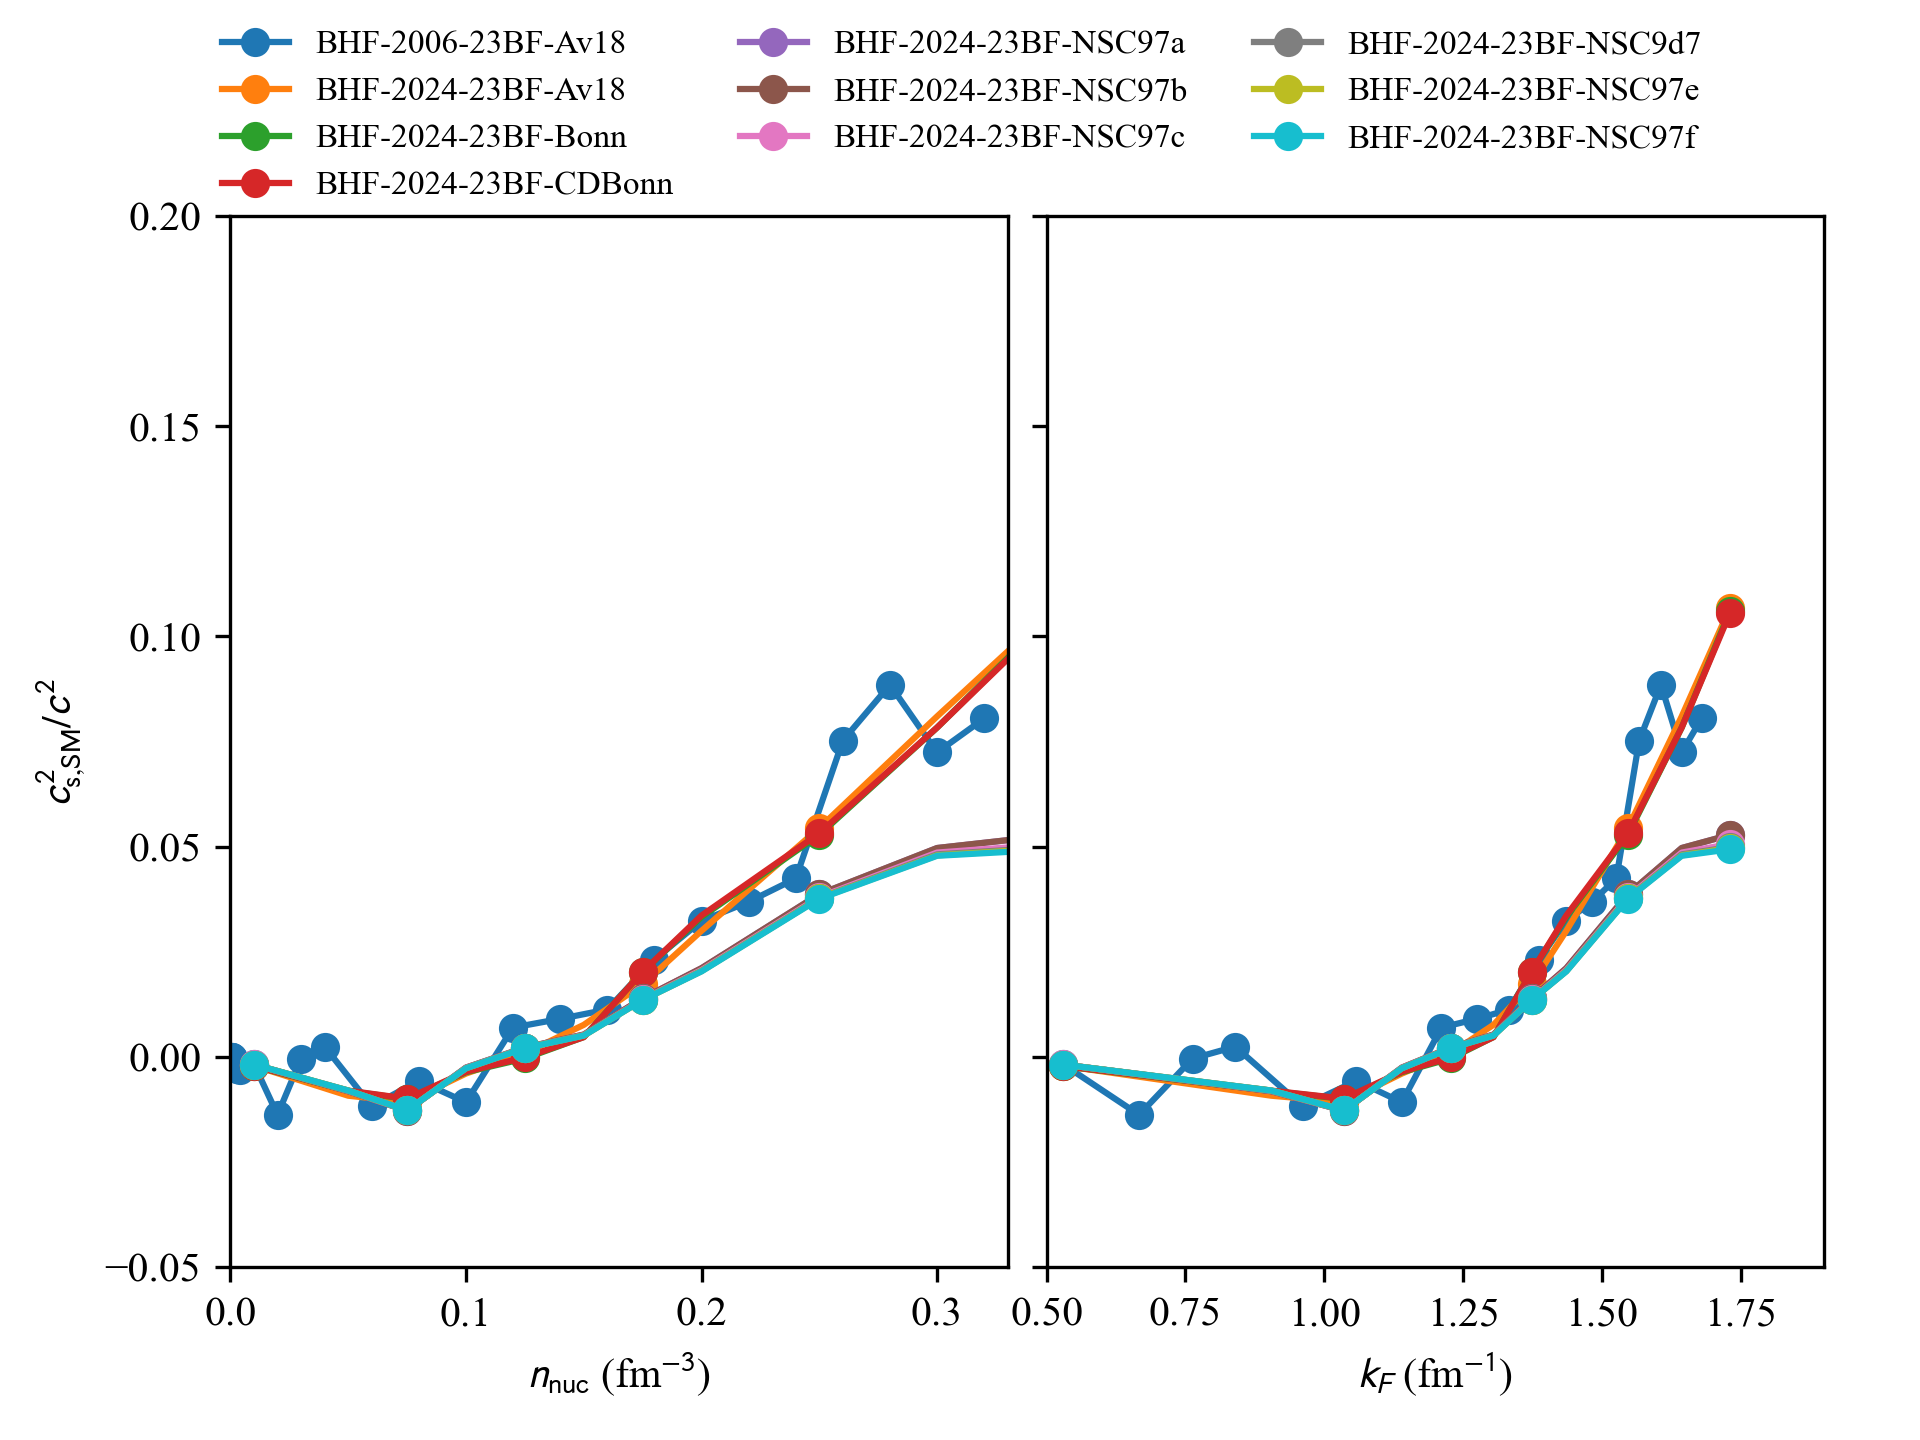 BHF-2006-23BF-Av18
BHF-2024-23BF-Av18
BHF-2024-23BF-Bonn
BHF-2024-23BF-CDBonn
BHF-2024-23BF-NSC97a
BHF-2024-23BF-NSC97b
BHF-2024-23BF-NSC97c
BHF-2024-23BF-NSC9d7
BHF-2024-23BF-NSC97e
BHF-2024-23BF-NSC97f
0.20
0.15
0.10
0.05
0.00
−0.05
c²s,SM/c²
0.0 0.1 0.2 0.3
0.50 0.75 1.00 1.25 1.50 1.75
nnuc (fm⁻³)
kF (fm⁻¹)